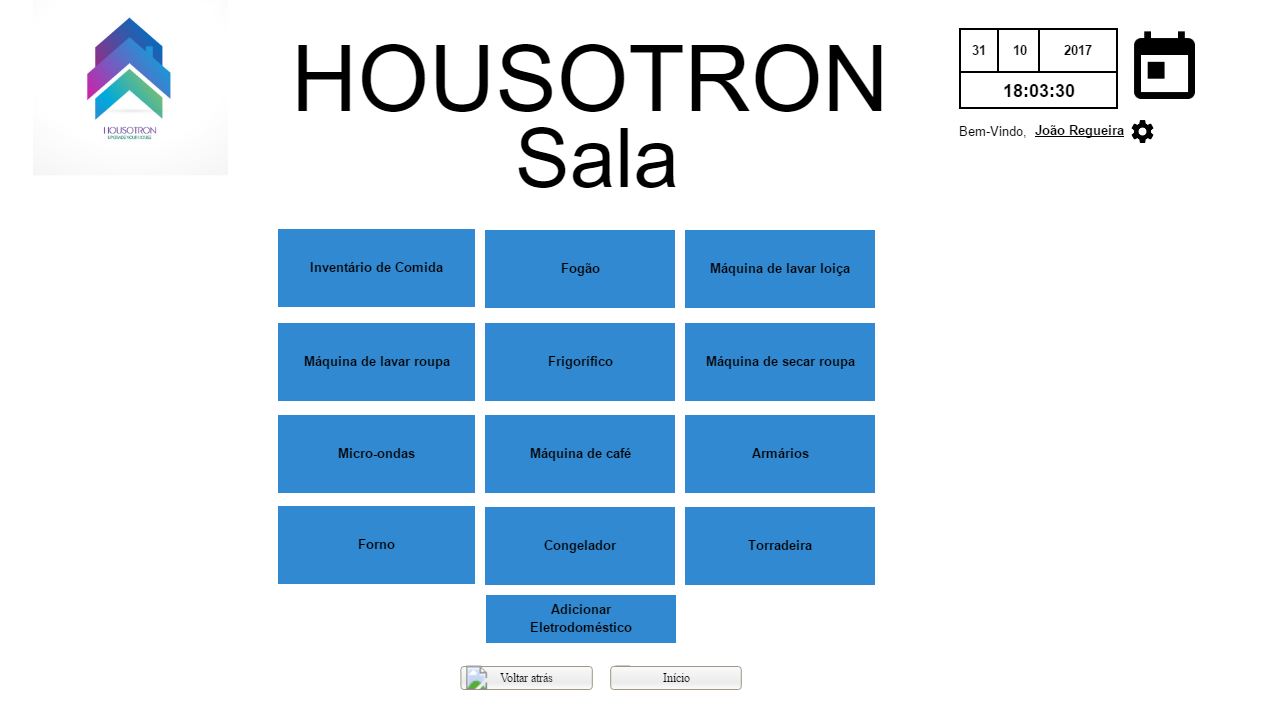 HOUSOTRON
UPGRADE YOUR HOUSE
HOUSOTRON
Sala
31 10 2017
18:03:30
Bem-Vindo, João Regueira
Inventário de Comida
Fogão
Máquina de lavar loiça
Máquina de lavar roupa
Frigorífico
Máquina de secar roupa
Micro-ondas
Máquina de café
Armários
Forno
Congelador
Torradeira
Adicionar
Eletrodoméstico
Voltar atrás
Início